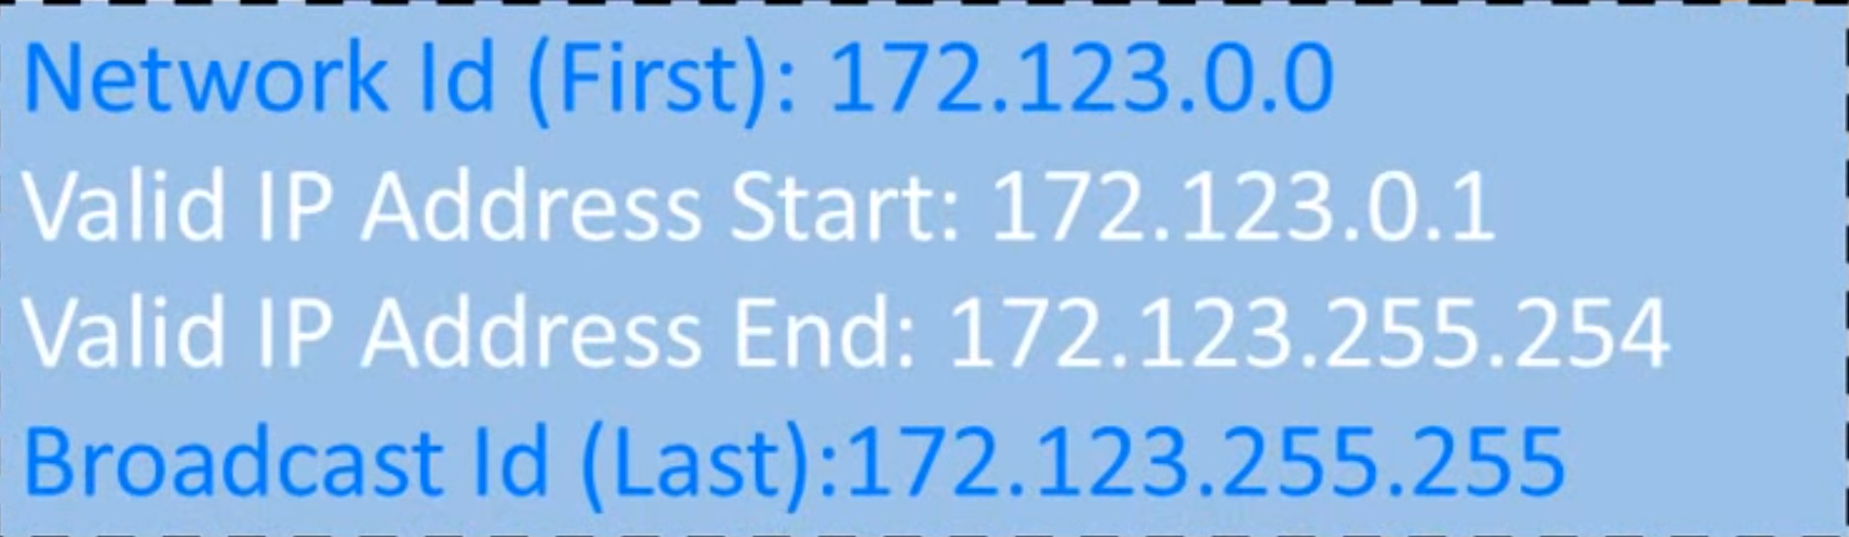 Network Id (First): 172.123.0.0
Valid IP Address Start: 172.123.0.1
Valid IP Address End: 172.123.255.254
Broadcast Id (Last):172.123.255.255